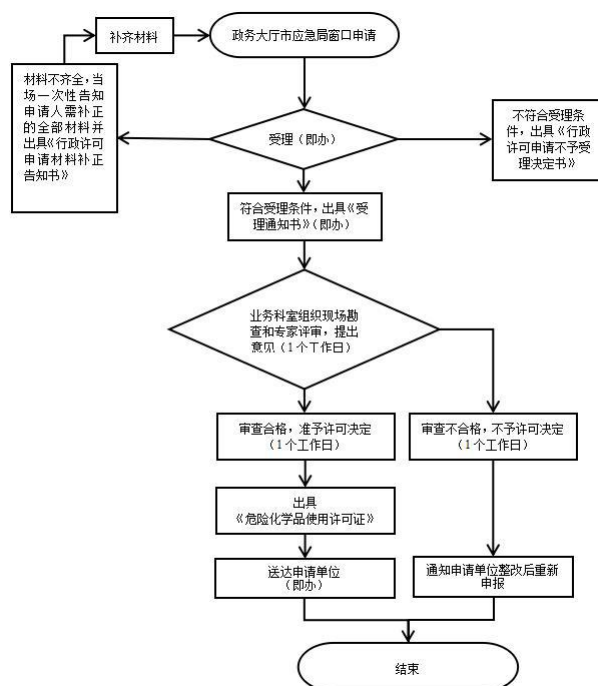 补齐材料
政务大厅市应急局窗口申请
材料不齐全，当
场一次性告知
申请人需补正
的全部材料并
出具《行政许可
申请材料补正
告知书》
受理（即办）
不符合受理条
件，出具《行政
许可申请不予受
理决定书》
符合受理条件，出具《受
理通知书》（即办）
业务科室组织现场勘
查和专家评审，提出
意见（1个工作日）
审查合格，准予许可决定
（1个工作日）
审查不合格，不予许可决定
（1个工作日）
出具
《危险化学品使用许可证》
送达申请单位
（即办）
通知申请单位整改后重新
申报
结束